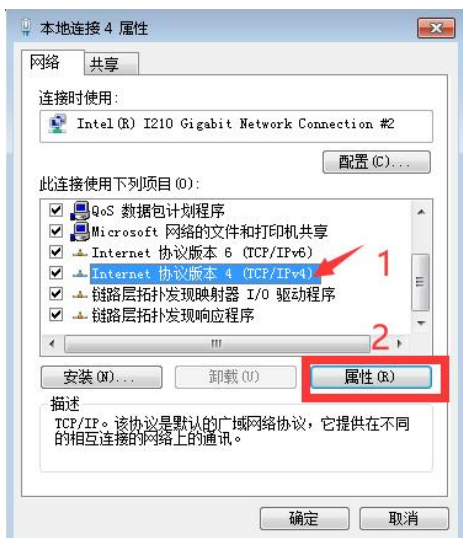 本地连接 4 属性
网络 共享
连接时使用:
Intel(R) I210 Gigabit Network Connection #2
配置(C)...
此连接使用下列项目(O):
QoS 数据包计划程序
Microsoft 网络的文件和打印机共享
Internet 协议版本 6 (TCP/IPv6)
Internet 协议版本 4 (TCP/IPv4)
1
链路层拓扑发现映射器 I/O 驱动程序
链路层拓扑发现响应程序
2
安装(N)... 卸载(U) 属性(R)
描述
TCP/IP。该协议是默认的广域网络协议，它提供在不同
的相互连接的网络上的通讯。
确定 取消